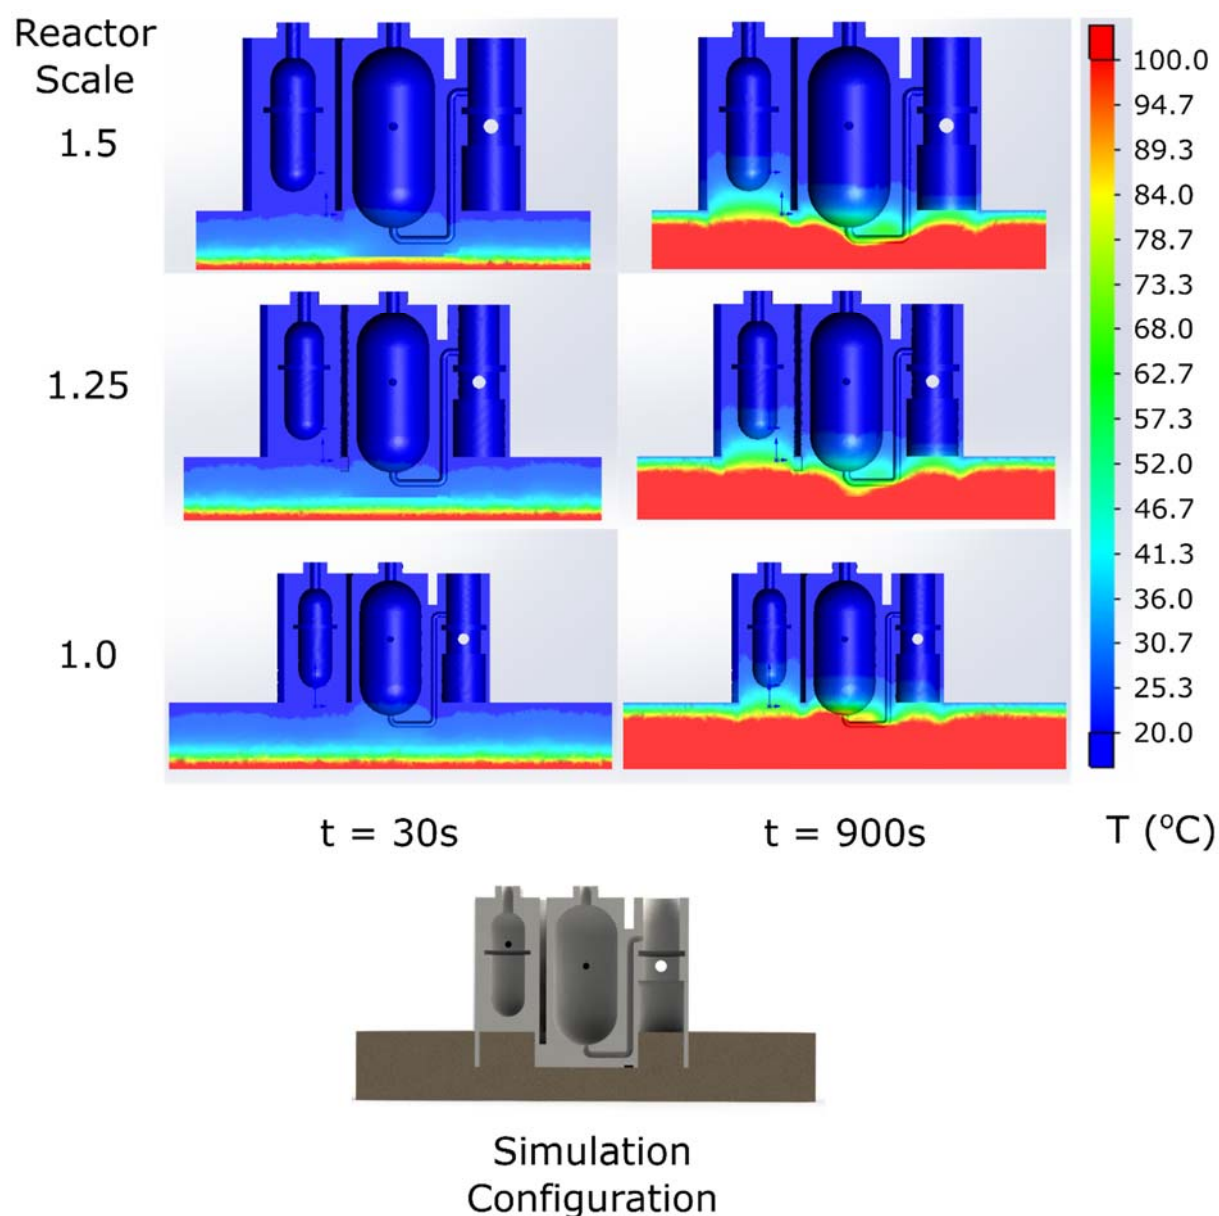 Reactor
Scale
1.5
1.25
1.0
100.0
94.7
89.3
84.0
78.7
73.3
68.0
62.7
57.3
52.0
46.7
41.3
36.0
30.7
25.3
20.0
t = 30s
t = 900s
T (°C)
Simulation
Configuration